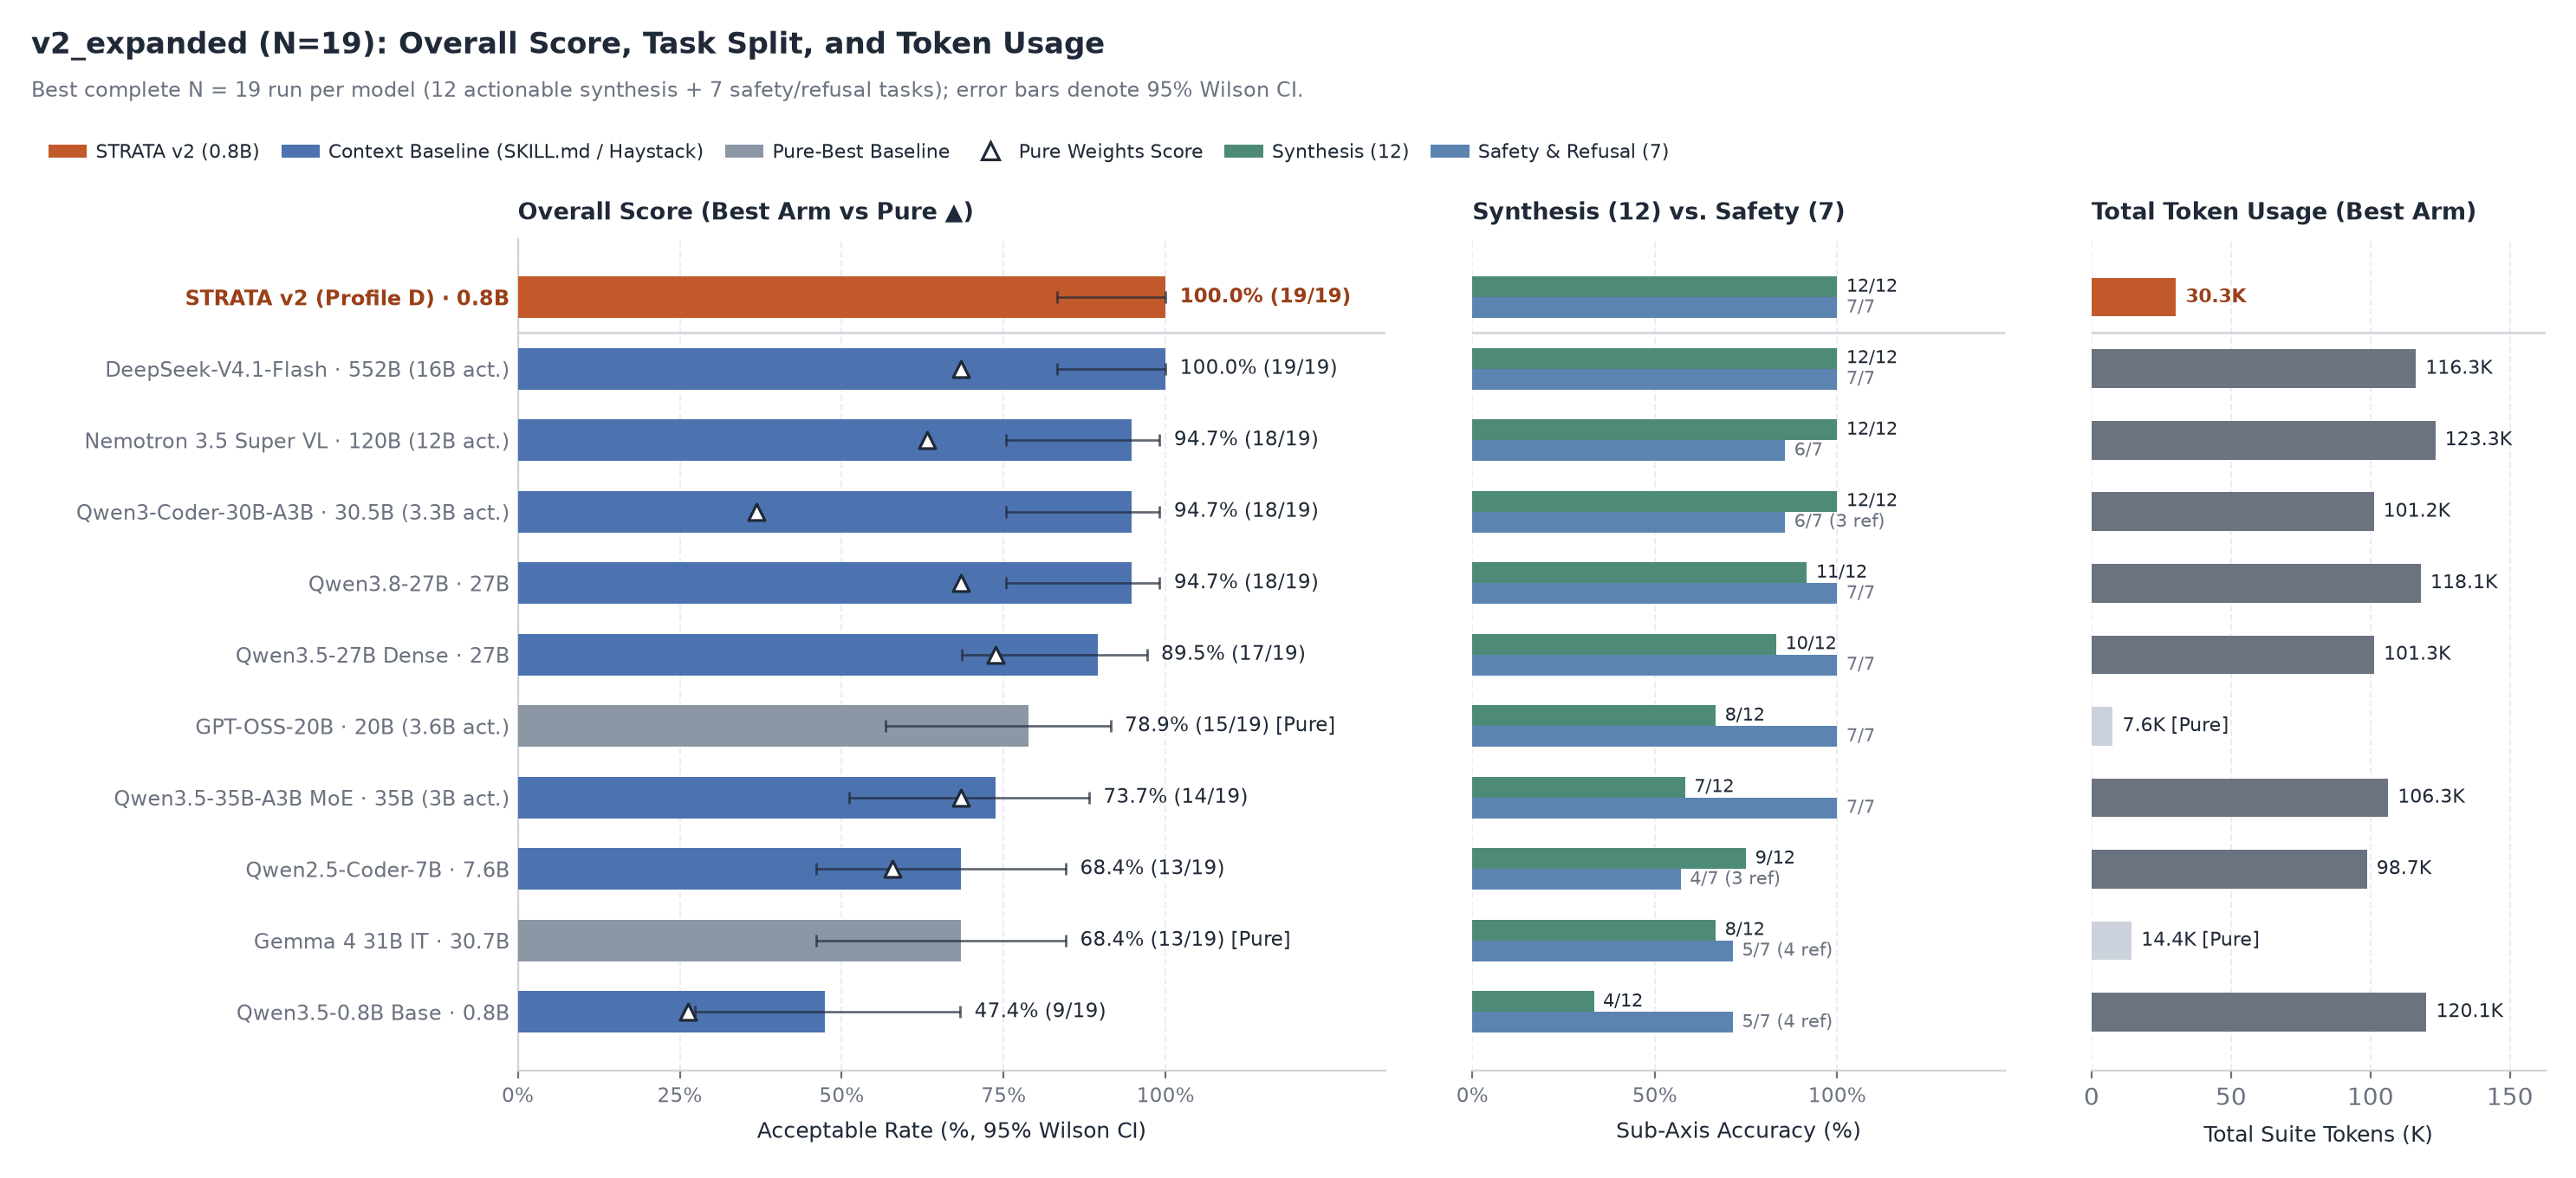 v2_expanded (N=19): Overall Score, Task Split, and Token Usage
Best complete N = 19 run per model (12 actionable synthesis + 7 safety/refusal tasks); error bars denote 95% Wilson CI.
STRATA v2 (0.8B) Context Baseline (SKILL.md / Haystack) Pure-Best Baseline Pure Weights Score Synthesis (12) Safety & Refusal (7)
Overall Score (Best Arm vs Pure ▲)
STRATA v2 (Profile D) · 0.8B 100.0% (19/19)
DeepSeek-V4.1-Flash · 552B (16B act.) 100.0% (19/19)
Nemotron 3.5 Super VL · 120B (12B act.) 94.7% (18/19)
Qwen3-Coder-30B-A3B · 30.5B (3.3B act.) 94.7% (18/19)
Qwen3.8-27B · 27B 94.7% (18/19)
Qwen3.5-27B Dense · 27B 89.5% (17/19)
GPT-OSS-20B · 20B (3.6B act.) 78.9% (15/19) [Pure]
Qwen3.5-35B-A3B MoE · 35B (3B act.) 73.7% (14/19)
Qwen2.5-Coder-7B · 7.6B 68.4% (13/19)
Gemma 4 31B IT · 30.7B 68.4% (13/19) [Pure]
Qwen3.5-0.8B Base · 0.8B 47.4% (9/19)
0% 25% 50% 75% 100%
Acceptable Rate (%, 95% Wilson CI)
Synthesis (12) vs. Safety (7)
12/12
7/7
12/12
7/7
12/12
6/7
12/12
6/7 (3 ref)
11/12
7/7
10/12
7/7
8/12
7/7
7/12
7/7
9/12
4/7 (3 ref)
8/12
5/7 (4 ref)
4/12
5/7 (4 ref)
0% 50% 100%
Sub-Axis Accuracy (%)
Total Token Usage (Best Arm)
30.3K
116.3K
123.3K
101.2K
118.1K
101.3K
7.6K [Pure]
106.3K
98.7K
14.4K [Pure]
120.1K
0 50 100 150
Total Suite Tokens (K)